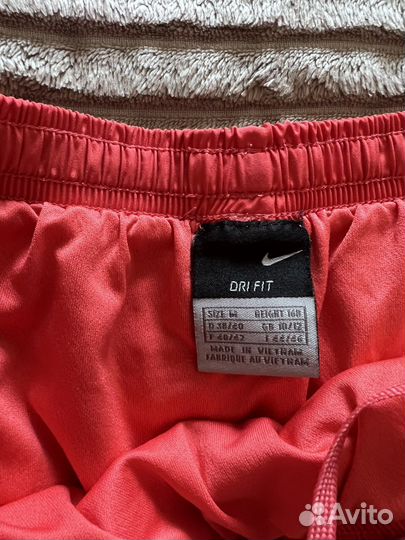 DRI FIT
SIZE M HEIGHT 168
D 38/40 GB 10/12
F 40/42 I 44/46
MADE IN VIETNAM
FABRIQUE AU VIETNAM
Avito